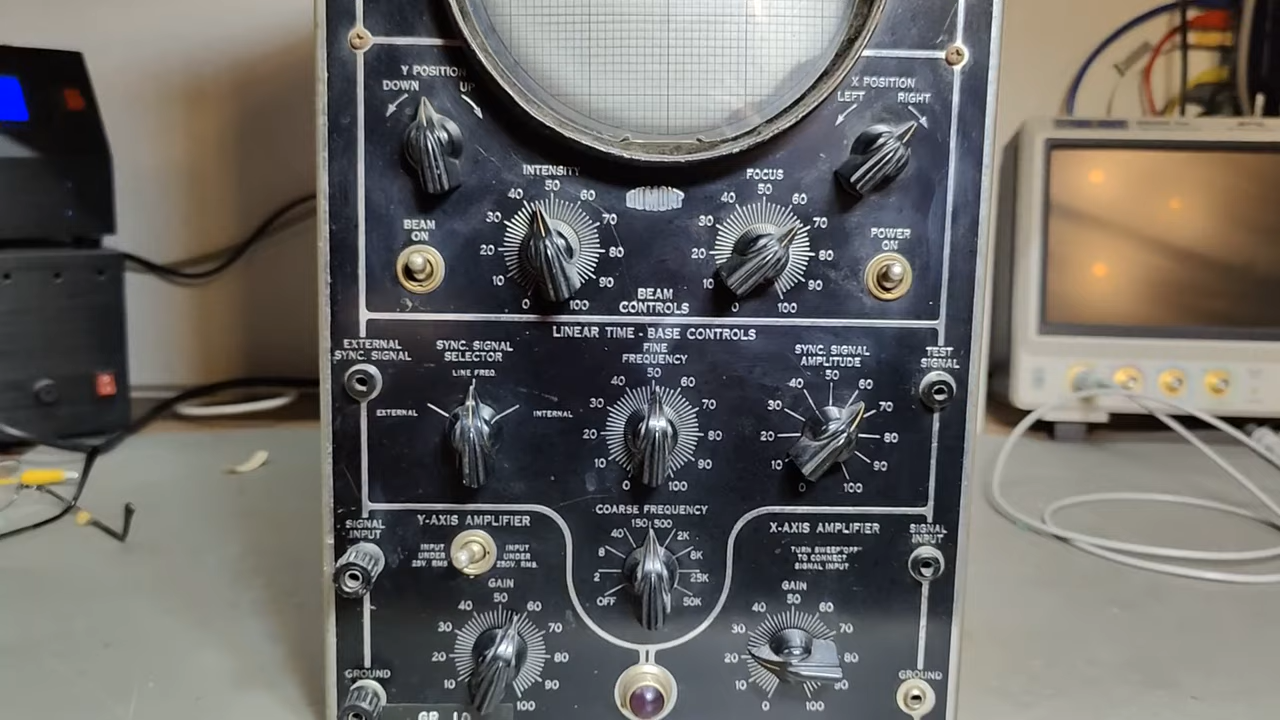 Y POSITION
DOWN UP
X POSITION
LEFT RIGHT
INTENSITY
0 10 20 30 40 50 60 70 80 90 100
DUMONT
FOCUS
0 10 20 30 40 50 60 70 80 90 100
BEAM
ON
POWER
ON
BEAM
CONTROLS
LINEAR TIME - BASE CONTROLS
EXTERNAL
SYNC. SIGNAL
SYNC. SIGNAL
SELECTOR
LINE FREQ.
EXTERNAL
INTERNAL
FINE
FREQUENCY
0 10 20 30 40 50 60 70 80 90 100
SYNC. SIGNAL
AMPLITUDE
0 10 20 30 40 50 60 70 80 90 100
TEST
SIGNAL
COARSE FREQUENCY
OFF 2 8 40 150 500 2K 8K 25K 50K
SIGNAL
INPUT
Y-AXIS AMPLIFIER
INPUT
UNDER
25V. RMS.
INPUT
UNDER
250V. RMS.
GAIN
10 20 30 40 50 60 70 80 90 100
X-AXIS AMPLIFIER
TURN SWEEP "OFF"
TO CONNECT
SIGNAL INPUT
GAIN
0 10 20 30 40 50 60 70 80 90 100
SIGNAL
INPUT
GROUND
GROUND